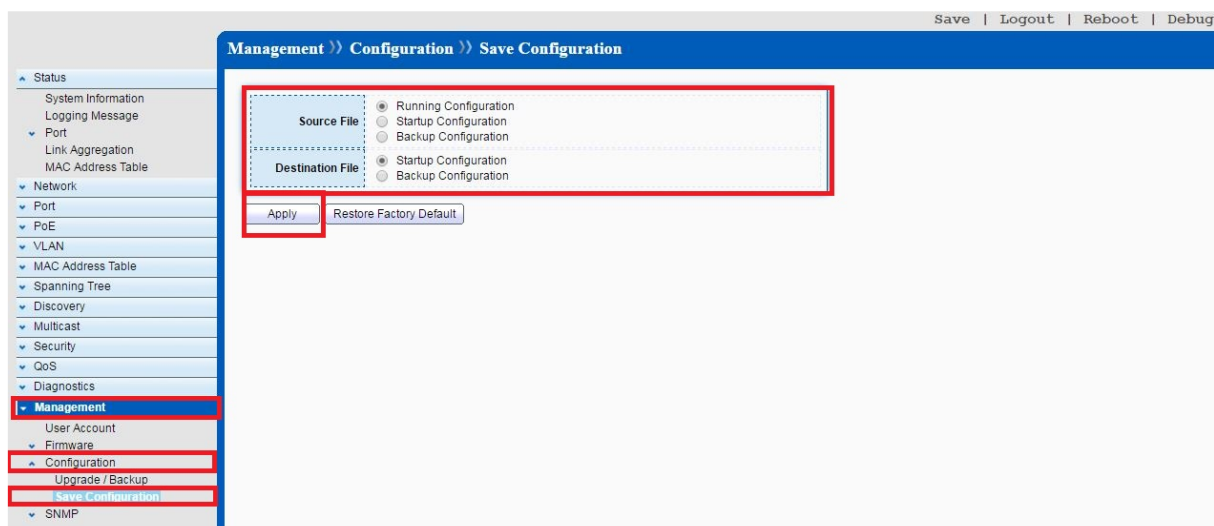 Save | Logout | Reboot | Debug
Management 》 Configuration 》 Save Configuration
Status
System Information
Logging Message
Port
Link Aggregation
MAC Address Table
Network
Port
PoE
VLAN
MAC Address Table
Spanning Tree
Discovery
Multicast
Security
QoS
Diagnostics
Management
User Account
Firmware
Configuration
Upgrade / Backup
Save Configuration
SNMP
Source File
Running Configuration
Startup Configuration
Backup Configuration
Destination File
Startup Configuration
Backup Configuration
Apply
Restore Factory Default